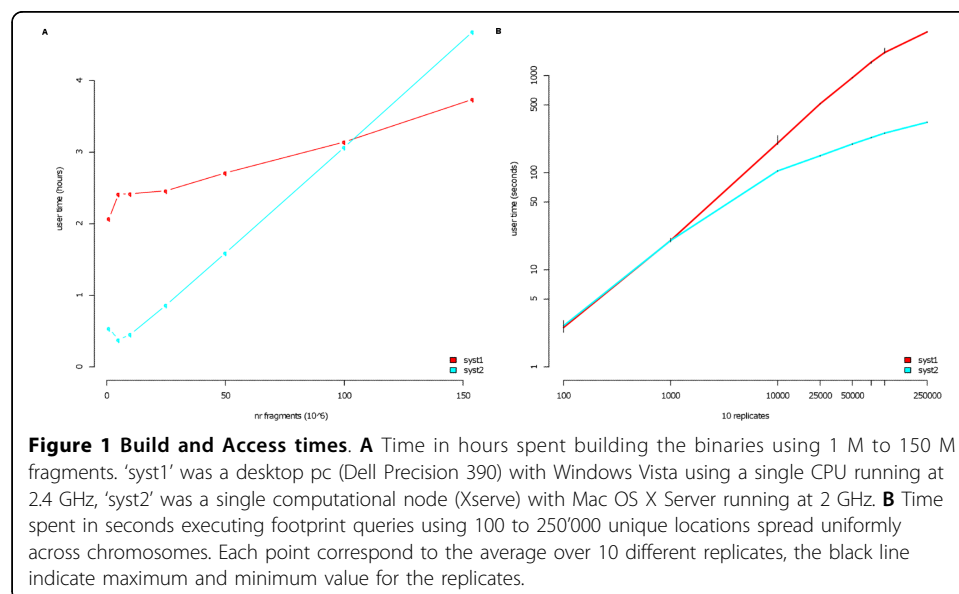 A
user time (hours)
4
3
2
1
0
0 50 100 150
nr fragments (10^6)
syst1
syst2
B
user time (seconds)
1000
500
100
50
10
5
1
100 1000 10000 25000 50000 250000
10 replicates
syst1
syst2
Figure 1 Build and Access times. A Time in hours spent building the binaries using 1 M to 150 M
fragments. ‘syst1’ was a desktop pc (Dell Precision 390) with Windows Vista using a single CPU running at
2.4 GHz, ‘syst2’ was a single computational node (Xserve) with Mac OS X Server running at 2 GHz. B Time
spent in seconds executing footprint queries using 100 to 250’000 unique locations spread uniformly
across chromosomes. Each point correspond to the average over 10 different replicates, the black line
indicate maximum and minimum value for the replicates.